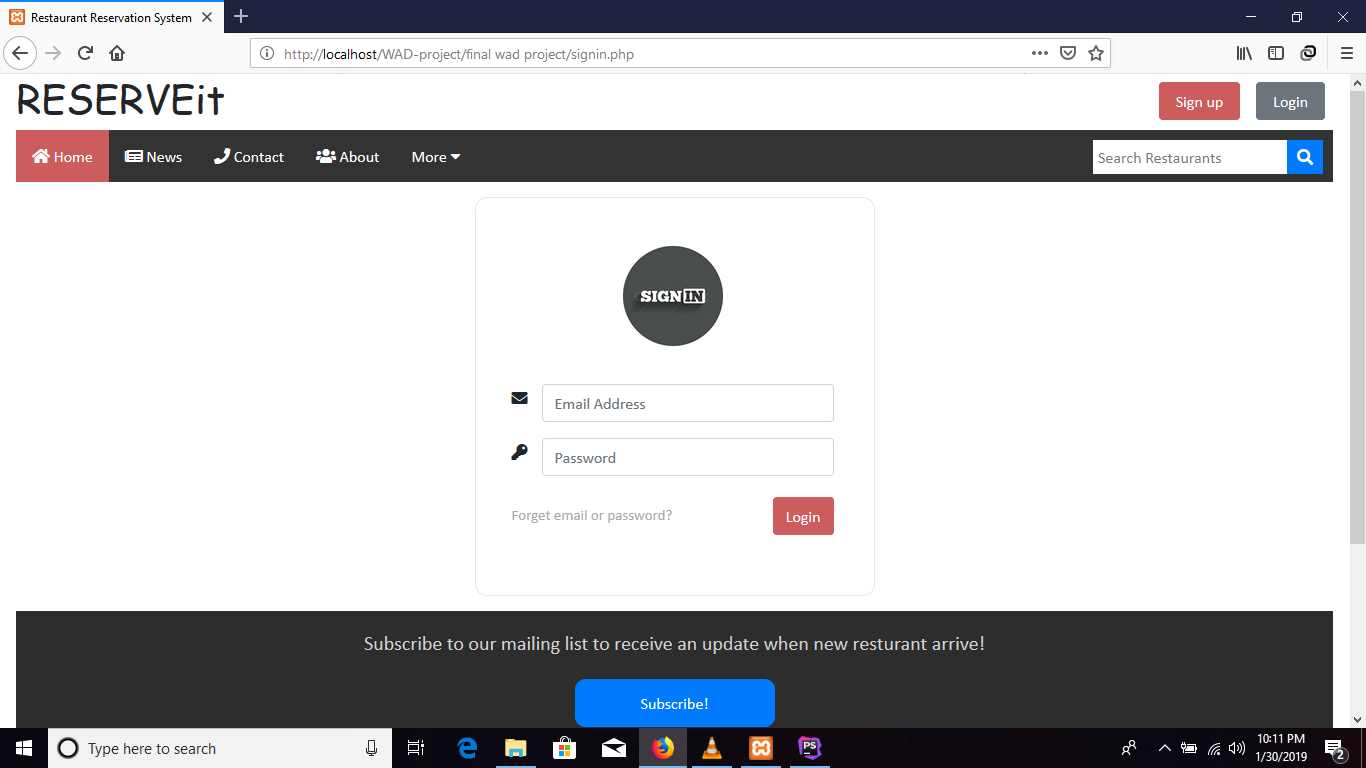 Restaurant Reservation System
http://localhost/WAD-project/final wad project/signin.php
RESERVEit
Sign up
Login
Home
News
Contact
About
More
Search Restaurants
SIGN IN
Email Address
Password
Forget email or password?
Login
Subscribe to our mailing list to receive an update when new resturant arrive!
Subscribe!
Type here to search
PS
10:11 PM
1/30/2019
2